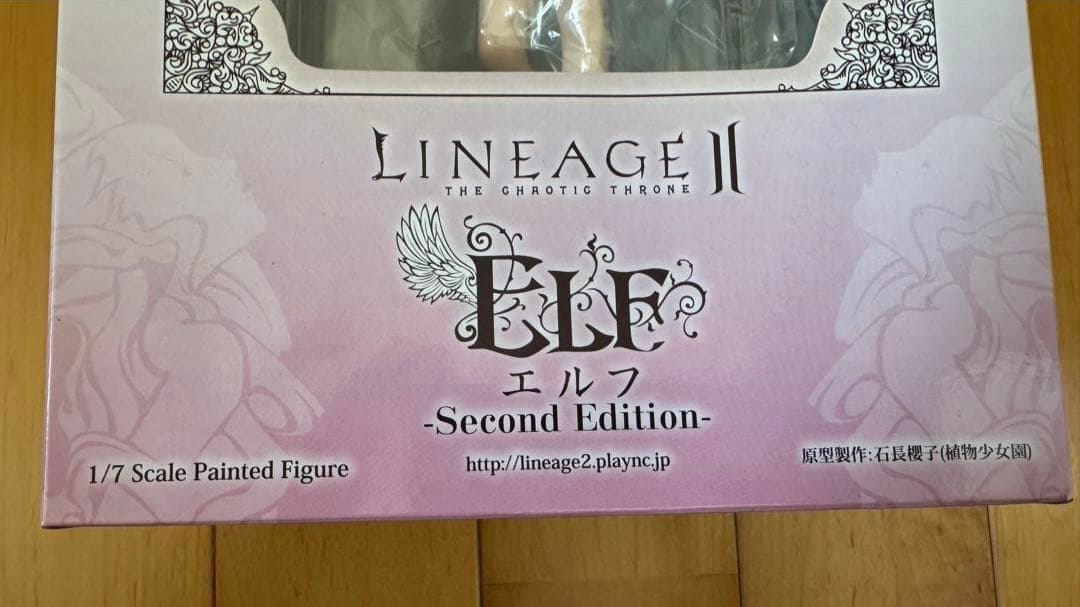 LINEAGE II
THE CHAOTIC THRONE
ELF
エルフ
-Second Edition-
1/7 Scale Painted Figure
http://lineage2.plaync.jp
原型製作:石長櫻子(植物少女園)